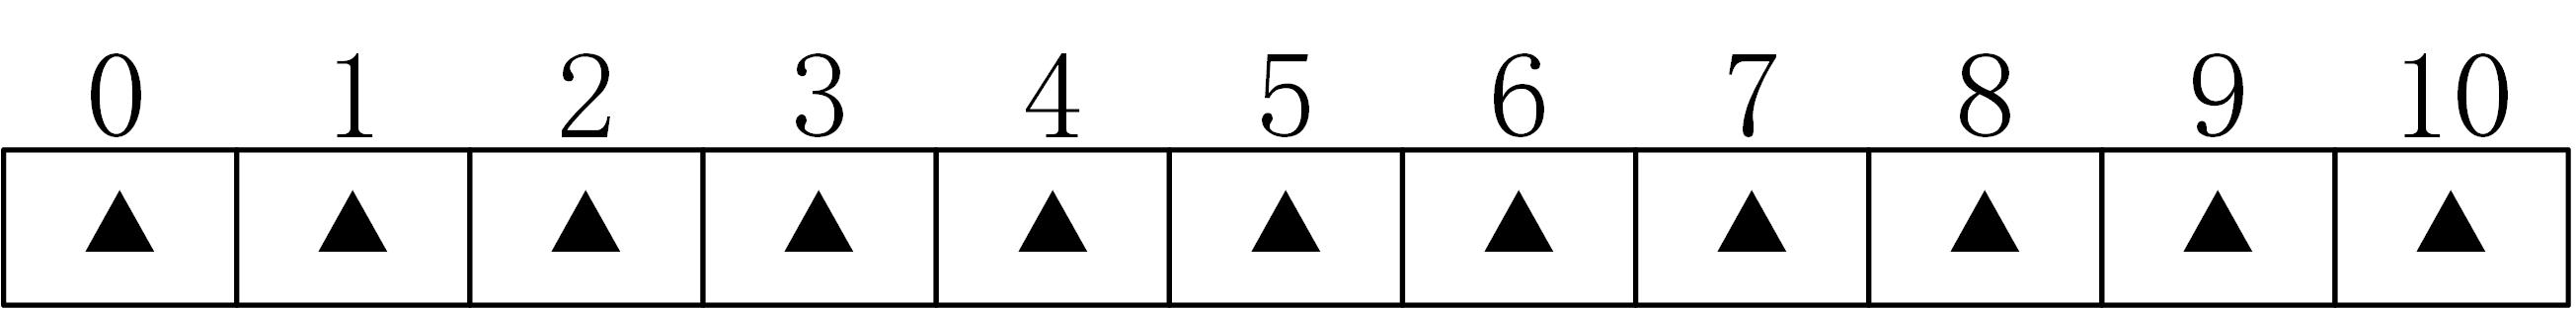 0 1 2 3 4 5 6 7 8 9 10
▲ ▲ ▲ ▲ ▲ ▲ ▲ ▲ ▲ ▲ ▲